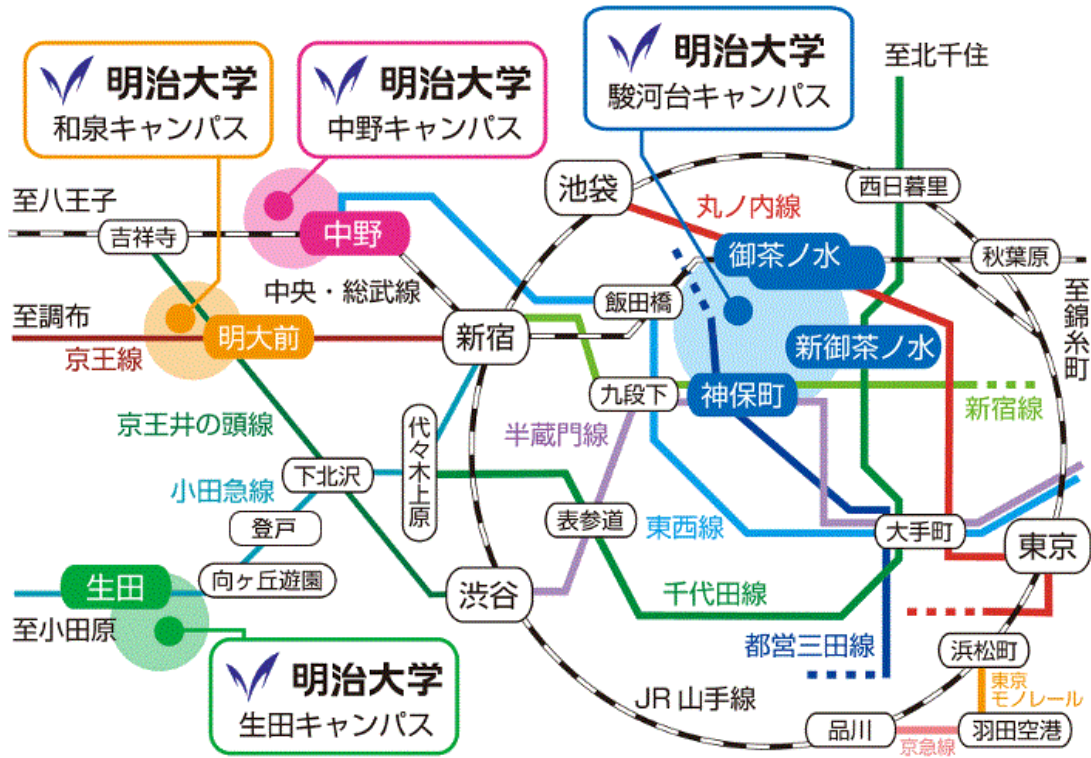 明治大学
和泉キャンパス
明治大学
中野キャンパス
明治大学
駿河台キャンパス
至北千住
至八王子
吉祥寺
中野
池袋
丸ノ内線
西日暮里
御茶ノ水
秋葉原
中央・総武線
飯田橋
至錦糸町
至調布
京王線
明大前
新宿
新御茶ノ水
九段下
神保町
新宿線
京王井の頭線
半蔵門線
代々木上原
下北沢
小田急線
登戸
表参道
東西線
大手町
東京
向ヶ丘遊園
生田
至小田原
渋谷
千代田線
都営三田線
浜松町
明治大学
生田キャンパス
JR山手線
東京
モノレール
品川
京急線
羽田空港